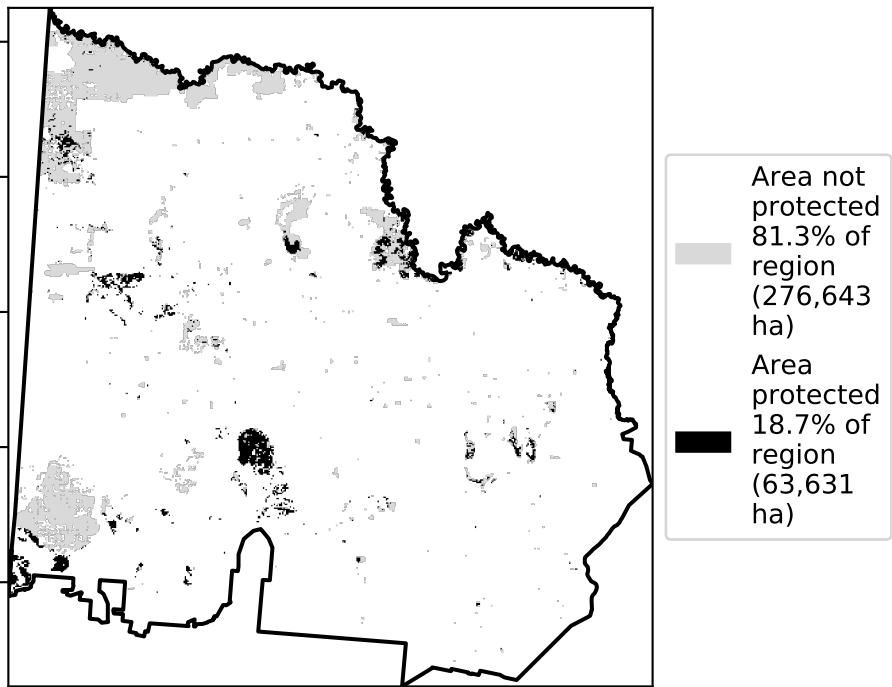 Area not
protected
81.3% of
region
(276,643
ha)
Area
protected
18.7% of
region
(63,631
ha)